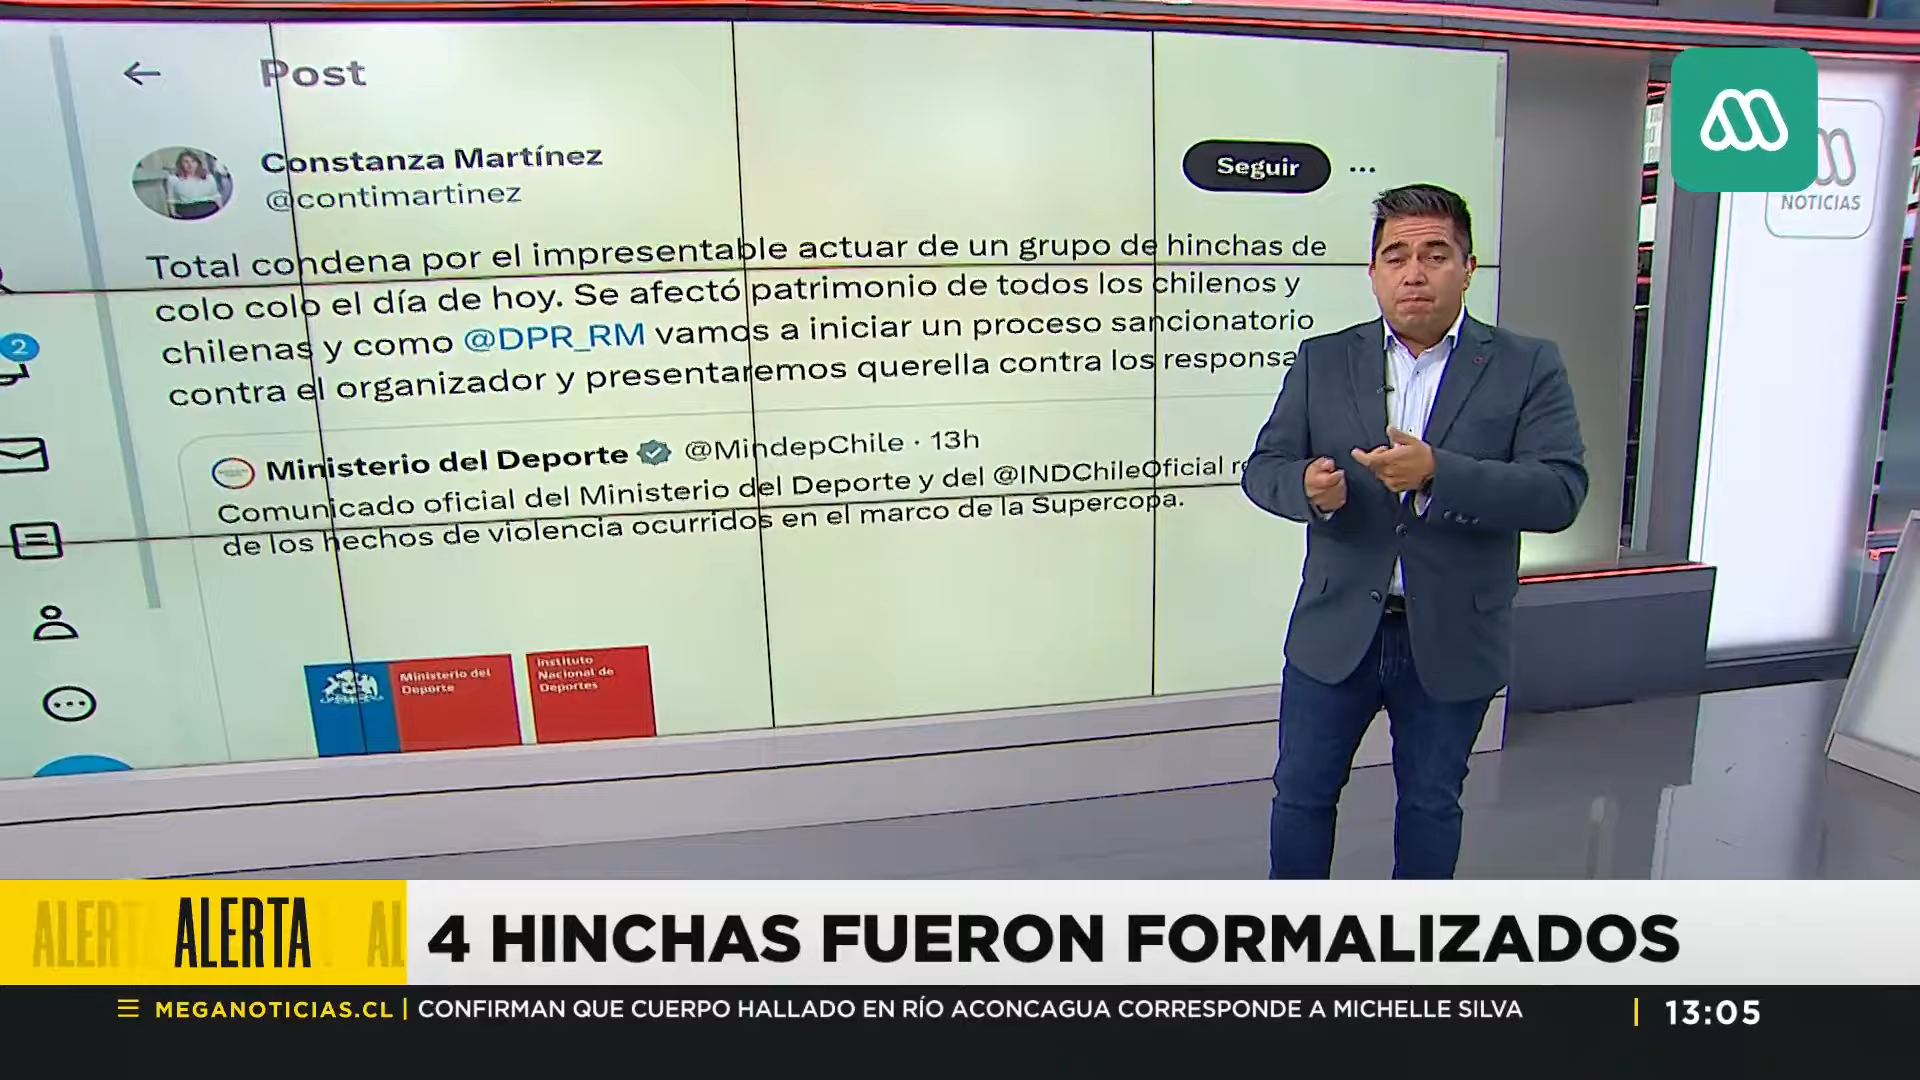 Post
Constanza Martínez
@contimartinez
Seguir
Total condena por el impresentable actuar de un grupo de hinchas de
colo colo el día de hoy. Se afectó patrimonio de todos los chilenos y
chilenas y como @DPR_RM vamos a iniciar un proceso sancionatorio
contra el organizador y presentaremos querella contra los
2
Ministerio del Deporte @MindepChile · 13h
Comunicado oficial del Ministerio del Deporte y del @INDChileOficial
de los hechos de violencia ocurridos en el marco de la Supercopa.
Ministerio del
Deporte
Instituto
Nacional de
Deportes
NOTICIAS
ALERTA
4 HINCHAS FUERON FORMALIZADOS
MEGANOTICIAS.CL | CONFIRMAN QUE CUERPO HALLADO EN RÍO ACONCAGUA CORRESPONDE A MICHELLE SILVA
13:05